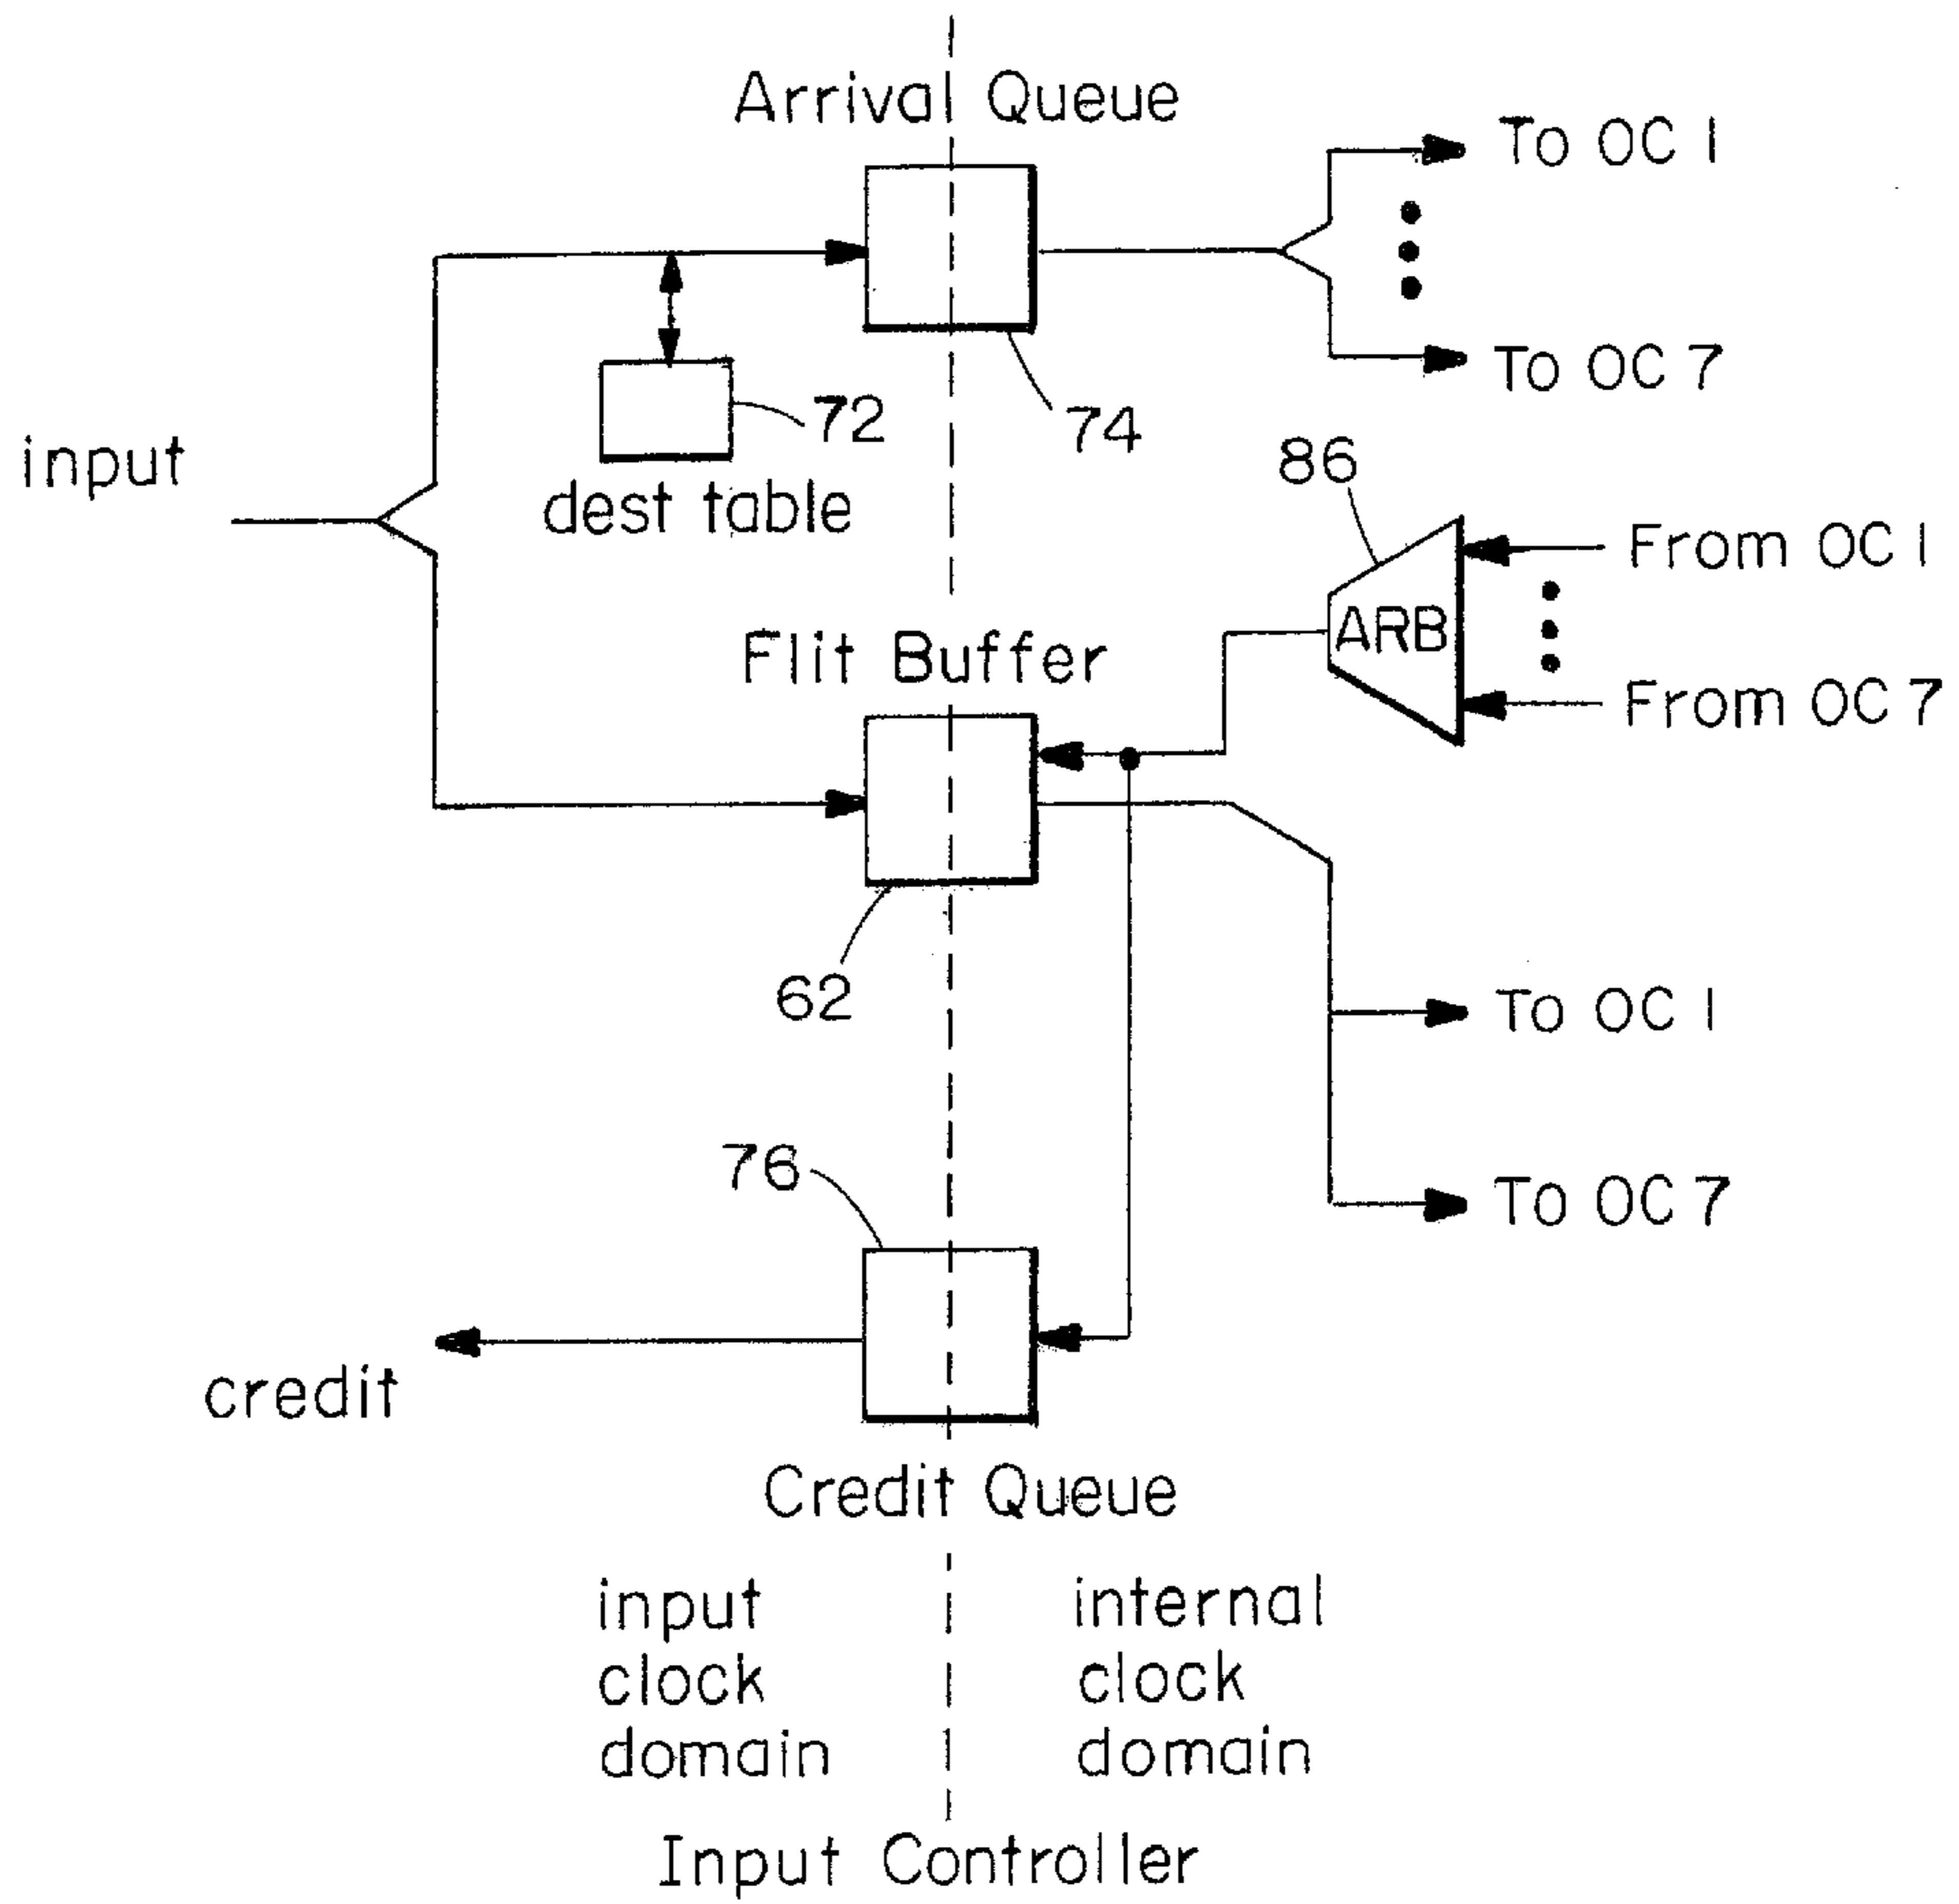 Arrival Queue
To OC 1
To OC 7
72
74
input
dest table
86
ARB
From OC 1
From OC 7
Flit Buffer
62
To OC 1
To OC 7
76
credit
Credit Queue
input
clock
domain
internal
clock
domain
Input Controller